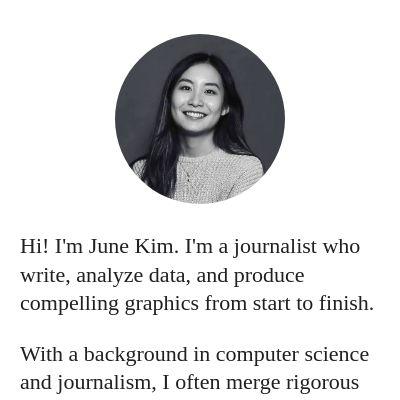 Hi! I'm June Kim. I'm a journalist who
write, analyze data, and produce
compelling graphics from start to finish.
With a background in computer science
and journalism, I often merge rigorous